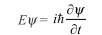 Eψ = iℏ ∂ψ/∂t